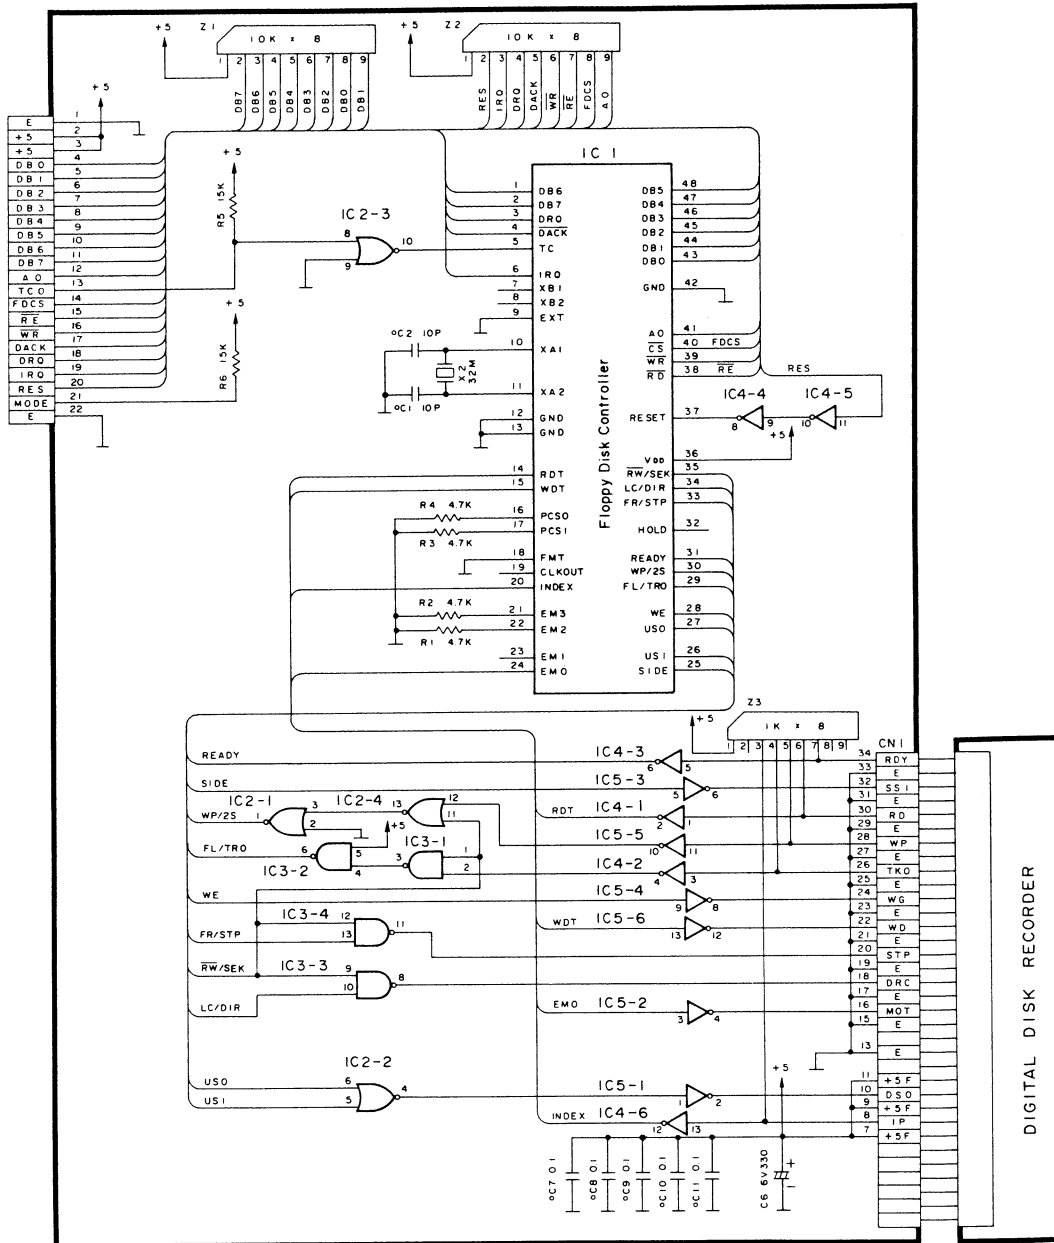 +5 Z1 10K x 8
1 2 3 4 5 6 7 8 9
DB7 DB6 DB5 DB4 DB3 DB2 DB0 DB1
+5 Z2 10K x 8
1 2 3 4 5 6 7 8 9
RES IRQ DRQ DACK WR RE FDCS A0
+5
E 1
+5 2
+5 3
DB0 4
DB1 5
DB2 6
DB3 7
DB4 8
DB5 9
DB6 10
DB7 11
A0 12
TC0 13
FDCS 14
RE 15
WR 16
DACK 17
DRQ 18
IRQ 19
RES 20
MODE 21
E 22
+5
R5 15K
+5
R6 15K
IC2-3
8 9 10
IC1
Floppy Disk Controller
1 DB6
2 DB7
3 DRQ
4 DACK
5 TC
6 IRQ
7 XB1
8 XB2
9 EXT
10 XA1
11 XA2
12 GND
13 GND
14 RDT
15 WDT
16 PCS0
17 PCS1
18 FMT
19 CLKOUT
20 INDEX
21 EM3
22 EM2
23 EM1
24 EM0
DB5 48
DB4 47
DB3 46
DB2 45
DB1 44
DB0 43
GND 42
A0 41
CS 40 FDCS
WR 39
RD 38 RE
RESET 37
VDD 36
RW/SEK 35
LC/DIR 34
FR/STP 33
HOLD 32
READY 31
WP/2S 30
FL/TRO 29
WE 28
US0 27
US1 26
SIDE 25
°C2 10P
X2 32M
°C1 10P
R4 4.7K
R3 4.7K
R2 4.7K
R1 4.7K
RES
IC4-4 IC4-5
8 9 10 11
+5
+5 Z3 1K x 8
1 2 3 4 5 6 7 8 9
READY IC4-3 6 5
SIDE IC5-3 5 6
IC2-1 IC2-4
WP/2S 1 3 2 13 12 11
RDT IC4-1 2 1
+5
IC5-5 10 11
FL/TRO 6 5 4 IC3-2
IC3-1 3 1 2
IC4-2 4 3
WE IC5-4 9 8
IC3-4 12 13 11
FR/STP
WDT IC5-6 13 12
RW/SEK IC3-3 9 10 8
LC/DIR
EMO IC5-2 3 4
IC2-2
US0 6 4
US1 5
IC5-1 1 2
INDEX IC4-6 12 13
CN1
34 RDY
33 E
32 SS1
31 E
30 RD
29 E
28 WP
27 E
26 TKO
25 E
24 WG
23 E
22 WD
21 E
20 STP
19 E
18 DRC
17 E
16 MOT
15 E
13 E
11 +5F
10 DSO
9 +5F
8 IP
7 +5F
+5
°C7 0.1
°C8 0.1
°C9 0.1
°C10 0.1
°C11 0.1
C6 6V330
+
-
DIGITAL DISK RECORDER